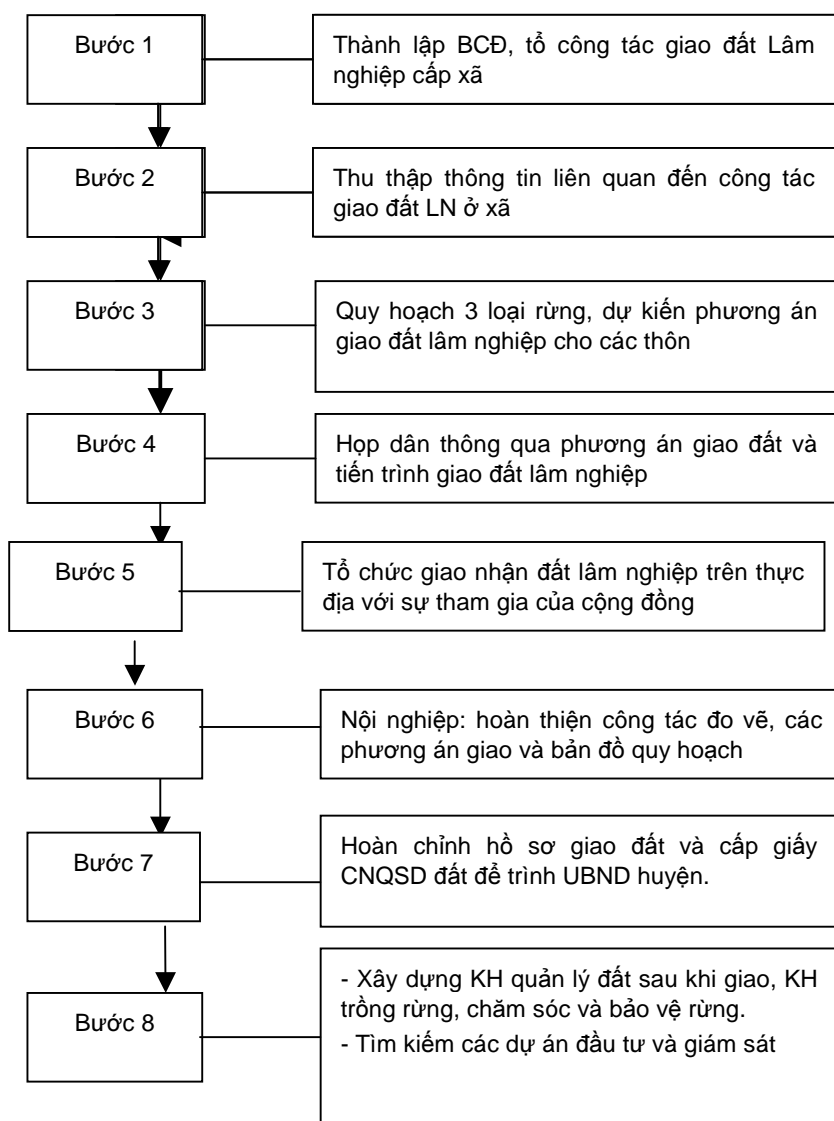 Bước 1
Thành lập BCĐ, tổ công tác giao đất Lâm
nghiệp cấp xã
Bước 2
Thu thập thông tin liên quan đến công tác
giao đất LN ở xã
Bước 3
Quy hoạch 3 loại rừng, dự kiến phương án
giao đất lâm nghiệp cho các thôn
Bước 4
Họp dân thông qua phương án giao đất và
tiến trình giao đất lâm nghiệp
Bước 5
Tổ chức giao nhận đất lâm nghiệp trên thực
địa với sự tham gia của cộng đồng
Bước 6
Nội nghiệp: hoàn thiện công tác đo vẽ, các
phương án giao và bản đồ quy hoạch
Bước 7
Hoàn chỉnh hồ sơ giao đất và cấp giấy
CNQSD đất để trình UBND huyện.
Bước 8
- Xây dựng KH quản lý đất sau khi giao, KH
trồng rừng, chăm sóc và bảo vệ rừng.
- Tìm kiếm các dự án đầu tư và giám sát